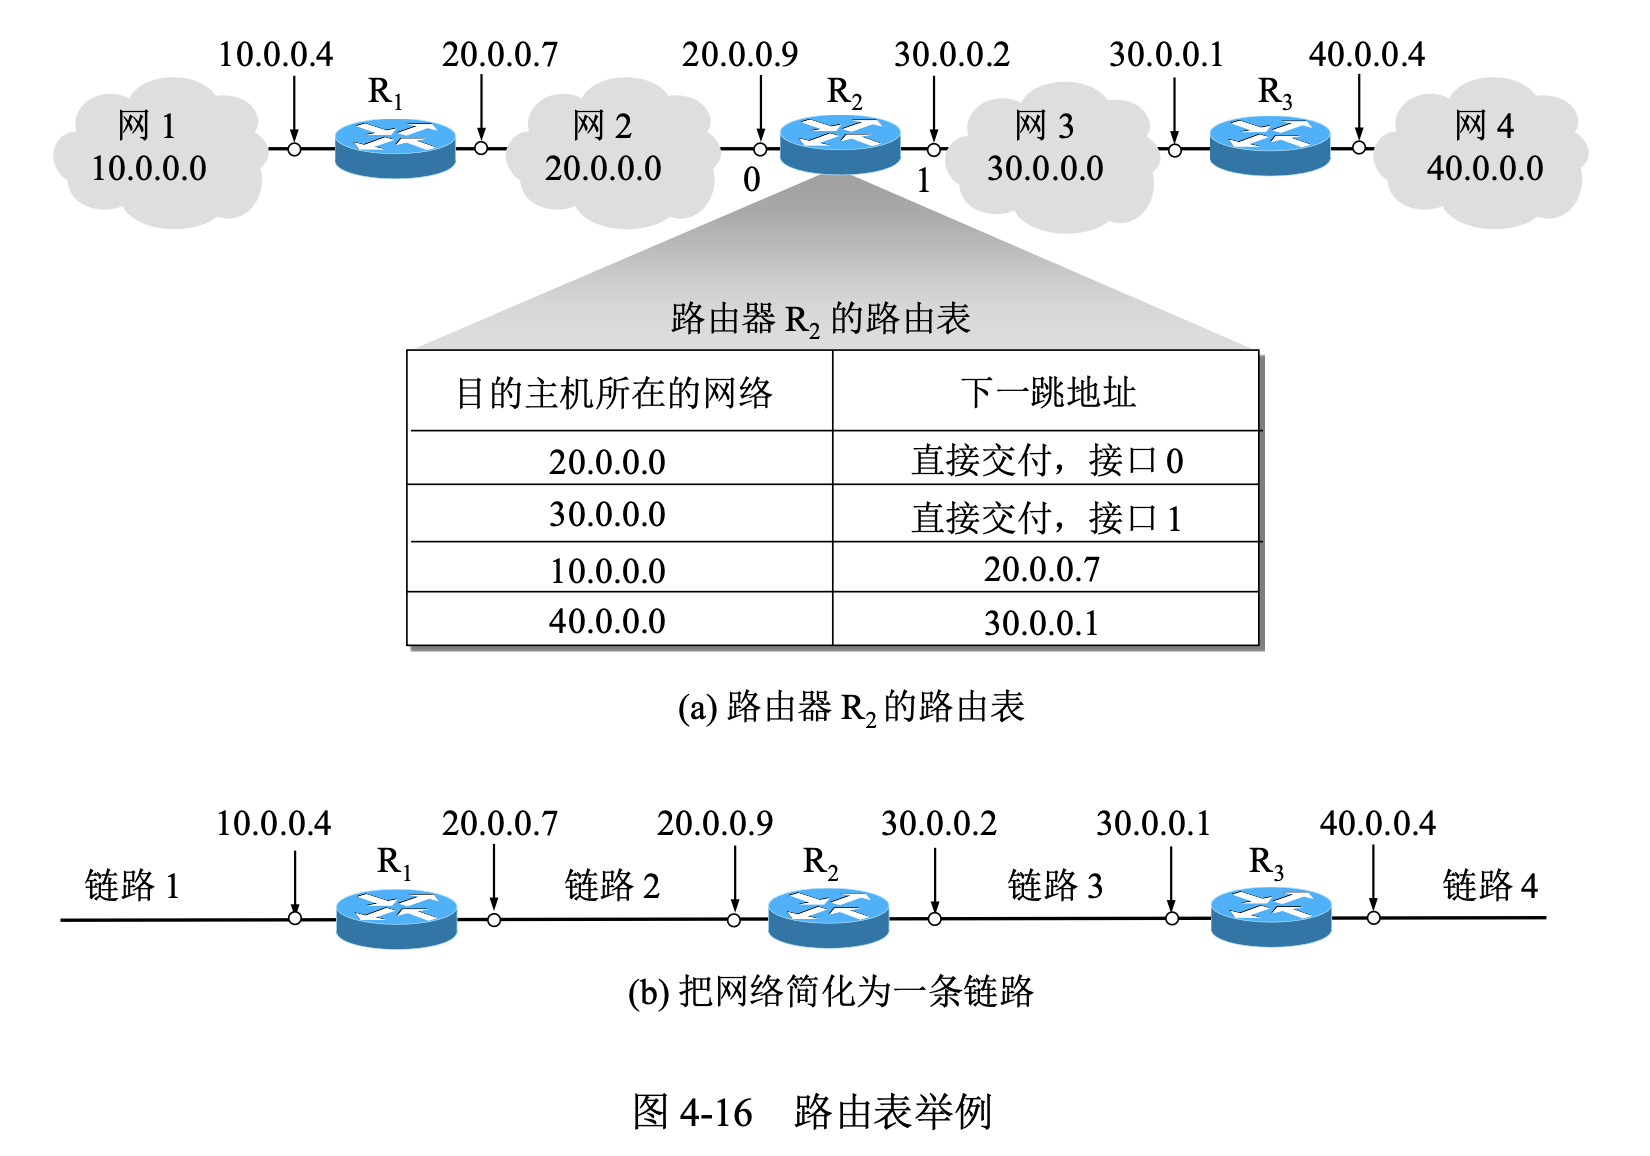 10.0.0.4 20.0.0.7 20.0.0.9 30.0.0.2 30.0.0.1 40.0.0.4
R1 R2 R3
网 1 网 2 网 3 网 4
10.0.0.0 20.0.0.0 30.0.0.0 40.0.0.0
0 1
路由器 R2 的路由表
目的主机所在的网络 下一跳地址
20.0.0.0 直接交付，接口 0
30.0.0.0 直接交付，接口 1
10.0.0.0 20.0.0.7
40.0.0.0 30.0.0.1
(a) 路由器 R2 的路由表
10.0.0.4 20.0.0.7 20.0.0.9 30.0.0.2 30.0.0.1 40.0.0.4
R1 R2 R3
链路 1 链路 2 链路 3 链路 4
(b) 把网络简化为一条链路
图 4-16 路由表举例